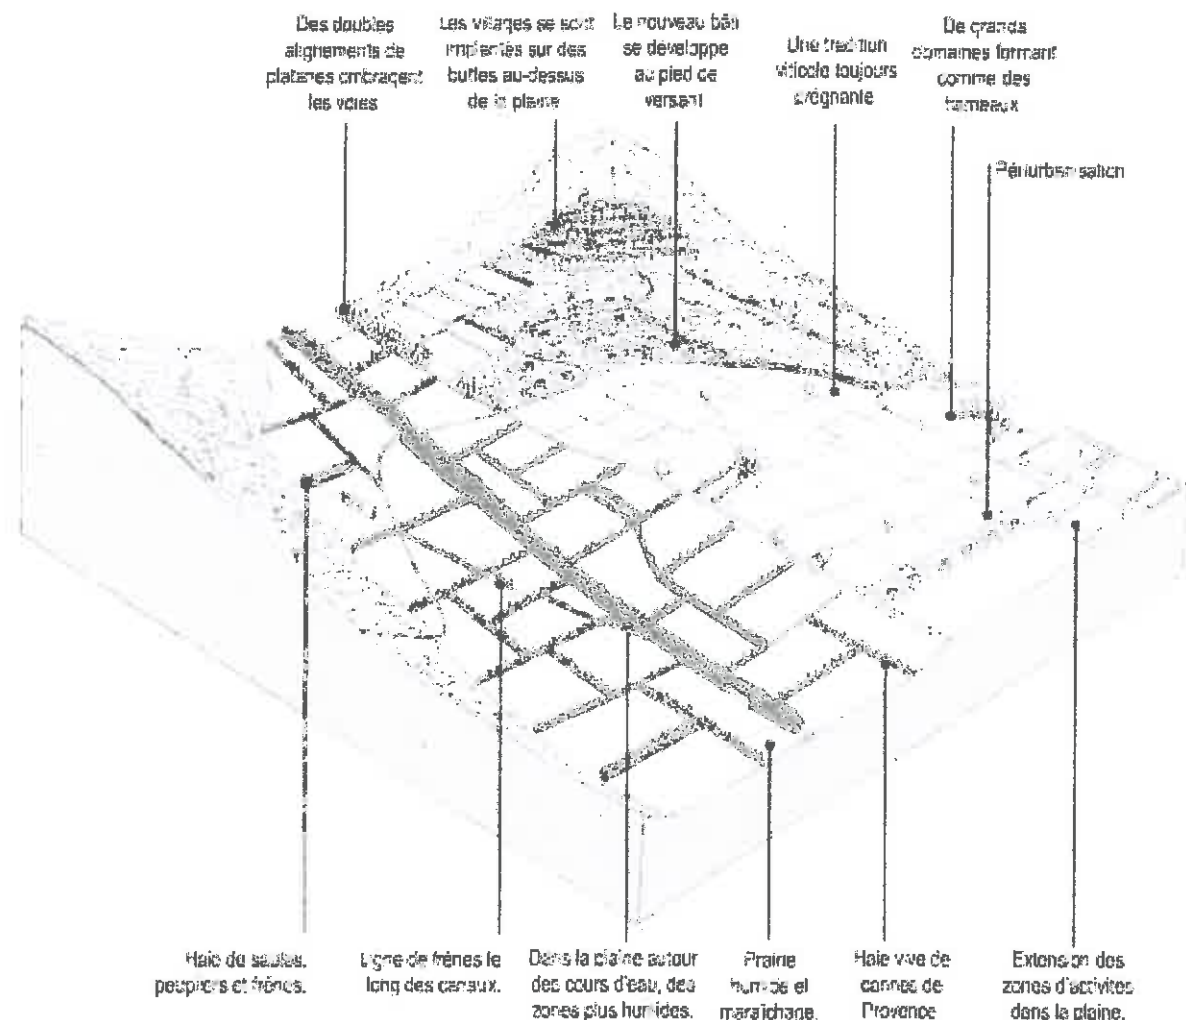 Des doubles
alignements de
platanes embrassent
les voies
Les villages se sont
implantés sur des
buttes au-dessus
de la plaine
Le nouveau bâti
se développe
au pied de
versant
Une tradition
viticole toujours
prégnante
De grands
domaines formant
comme des
hameaux
Périurbanisation
Haie de saules,
peupliers et frênes.
Ligne de frênes le
long des canaux.
Dans la plaine autour
des cours d'eau, des
zones plus humides.
Prairie
humide et
maraîchage.
Haie vive de
cannes de
Provence
Extension des
zones d'activités
dans la plaine.